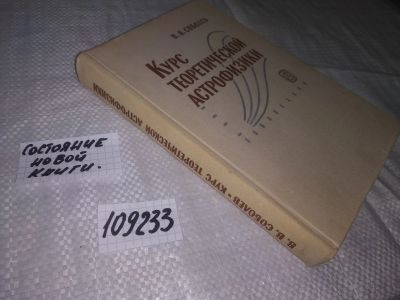 В. В. СОБОЛЕВ
КУРС
ТЕОРЕТИЧЕСКОЙ
АСТРОФИЗИКИ
В. В. СОБОЛЕВ • КУРС ТЕОРЕТИЧЕСКОЙ АСТРОФИЗИКИ
СОСТОЯНИЕ
НОВОЙ
КНИГИ.
109233